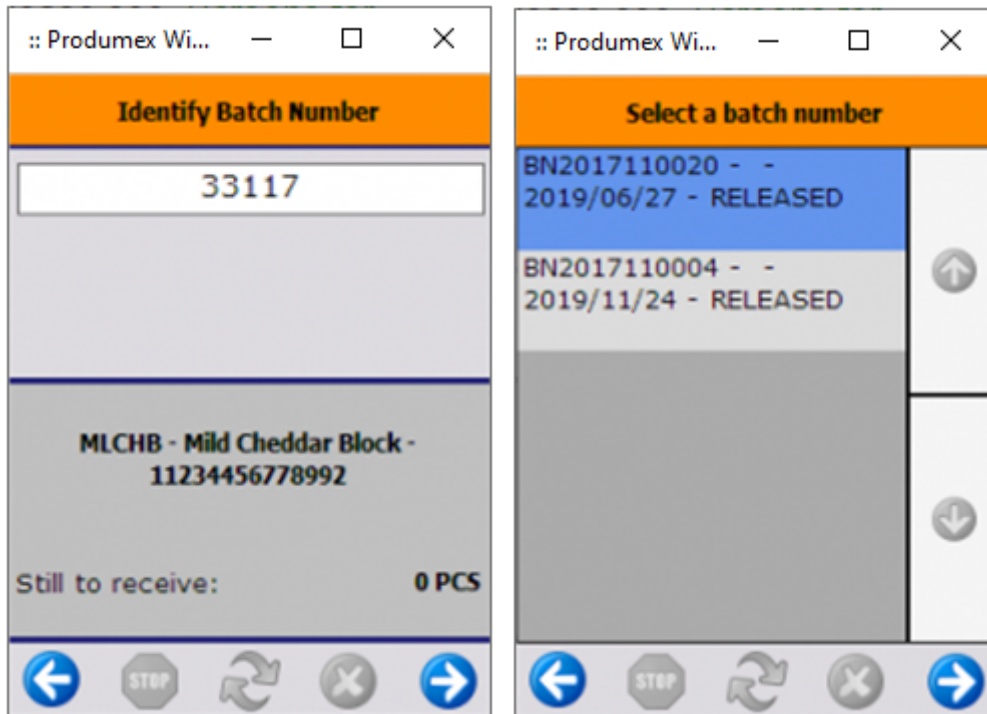 :: Produmex Wi...
Identify Batch Number
33117
MLCHB - Mild Cheddar Block -
11234456778992
Still to receive: 0 PCS
STOP
:: Produmex Wi...
Select a batch number
BN2017110020 - -
2019/06/27 - RELEASED
BN2017110004 - -
2019/11/24 - RELEASED
STOP